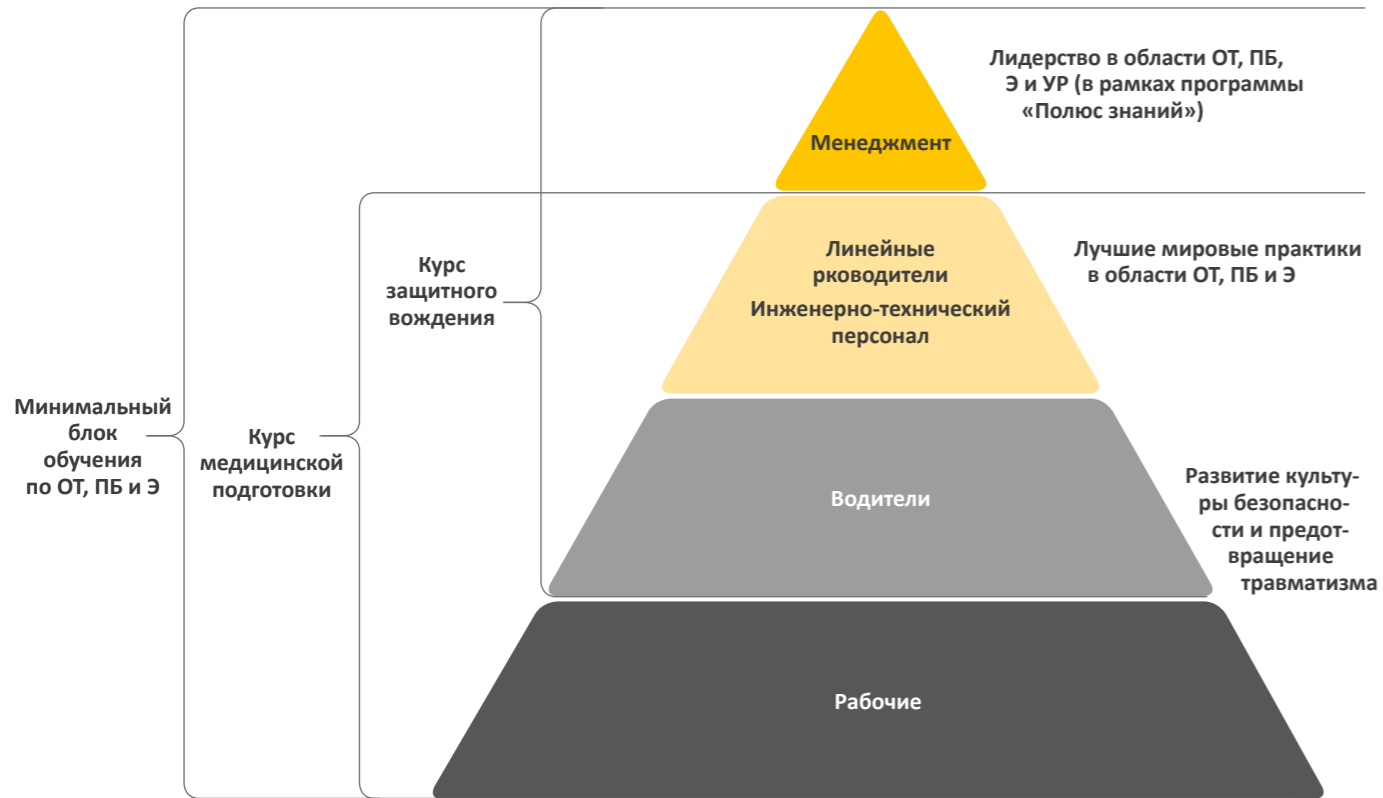 Лидерство в области ОТ, ПБ,
Э и УР (в рамках программы
«Полюс знаний»)
Менеджмент
Линейные
рководители
Инженерно-технический
персонал
Лучшие мировые практики
в области ОТ, ПБ и Э
Курс
защитного
вождения
Минимальный
блок
обучения
по ОТ, ПБ и Э
Курс
медицинской
подготовки
Водители
Развитие культу-
ры безопасно-
сти и предот-
вращение
травматизма
Рабочие